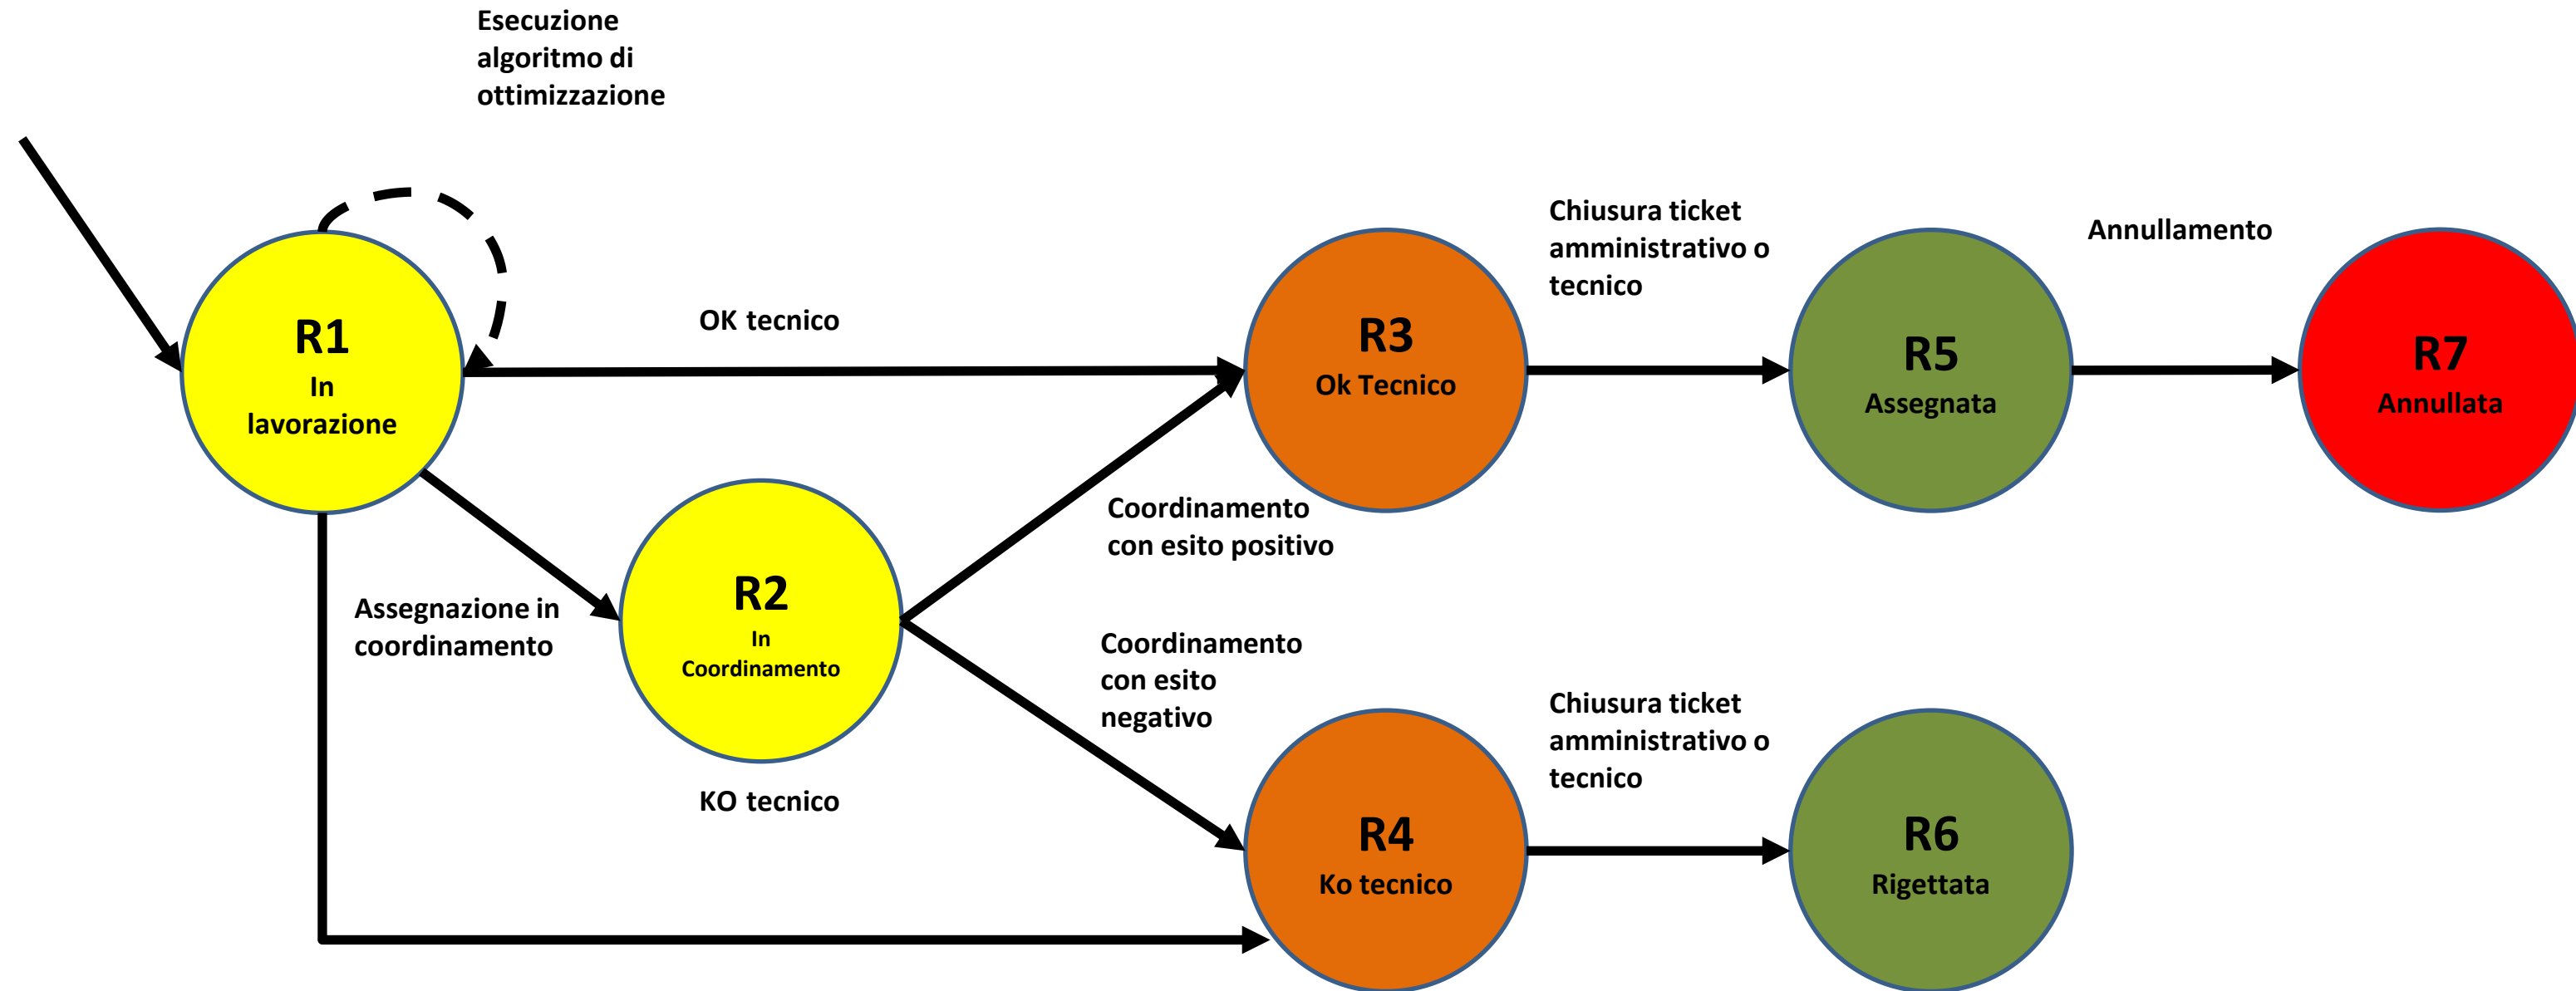 Esecuzione
algoritmo di
ottimizzazione
R1
In
lavorazione
OK tecnico
R3
Ok Tecnico
Chiusura ticket
amministrativo o
tecnico
R5
Assegnata
Annullamento
R7
Annullata
Assegnazione in
coordinamento
R2
In
Coordinamento
Coordinamento
con esito positivo
Coordinamento
con esito
negativo
KO tecnico
R4
Ko tecnico
Chiusura ticket
amministrativo o
tecnico
R6
Rigettata